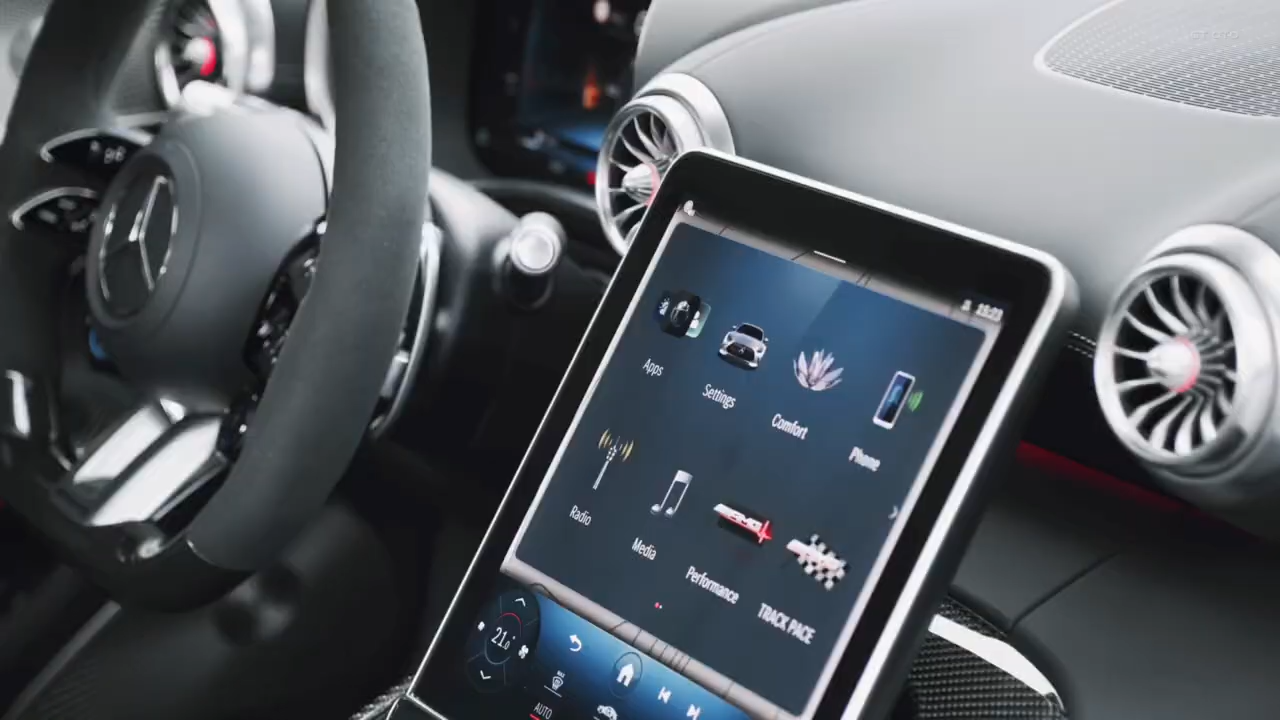 Apps
Settings
Comfort
Phone
Radio
Media
Performance
TRACK PACE
21.0
AUTO